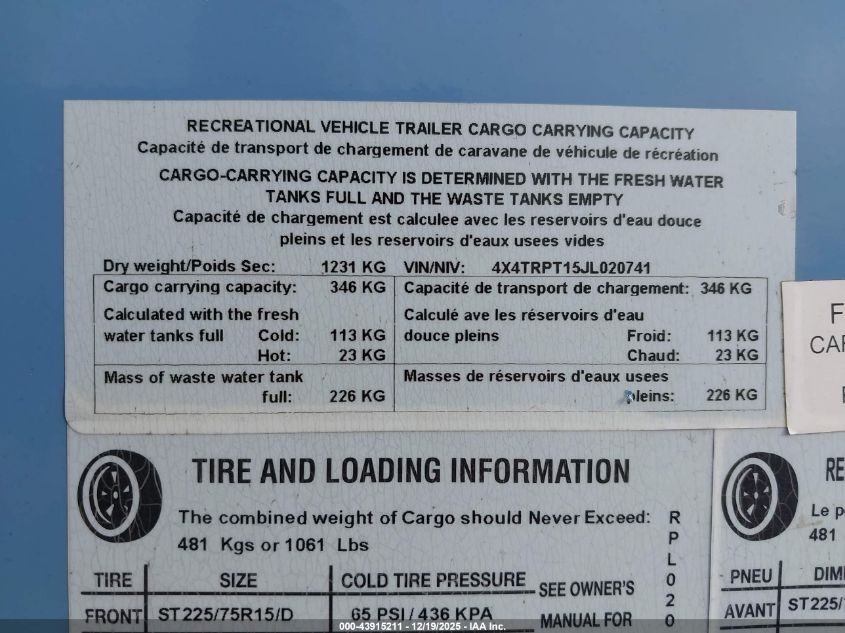 RECREATIONAL VEHICLE TRAILER CARGO CARRYING CAPACITY
Capacité de transport de chargement de caravane de véhicule de récréation
CARGO-CARRYING CAPACITY IS DETERMINED WITH THE FRESH WATER
TANKS FULL AND THE WASTE TANKS EMPTY
Capacité de chargement est calculee avec les reservoirs d'eau douce
pleins et les reservoirs d'eaux usees vides
Dry weight/Poids Sec: 1231 KG VIN/NIV: 4X4TRPT15JL020741
Cargo carrying capacity: 346 KG
Calculated with the fresh
water tanks full Cold: 113 KG
Hot: 23 KG
Mass of waste water tank
full: 226 KG
Capacité de transport de chargement: 346 KG
Calculé ave les réservoirs d'eau
douce pleins Froid: 113 KG
Chaud: 23 KG
Masses de réservoirs d'eaux usees
pleins: 226 KG
TIRE AND LOADING INFORMATION
The combined weight of Cargo should Never Exceed:
481 Kgs or 1061 Lbs
TIRE SIZE COLD TIRE PRESSURE
FRONT ST225/75R15/D 65 PSI / 436 KPA
SEE OWNER'S
MANUAL FOR
R
P
L
0
2
0
RE
Le p
481
PNEU DIM
AVANT ST225/
F
CAR
000-43915211 - 12/19/2025 - IAA Inc.